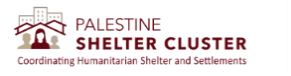 PALESTINE
SHELTER CLUSTER
Coordinating Humanitarian Shelter and Settlements